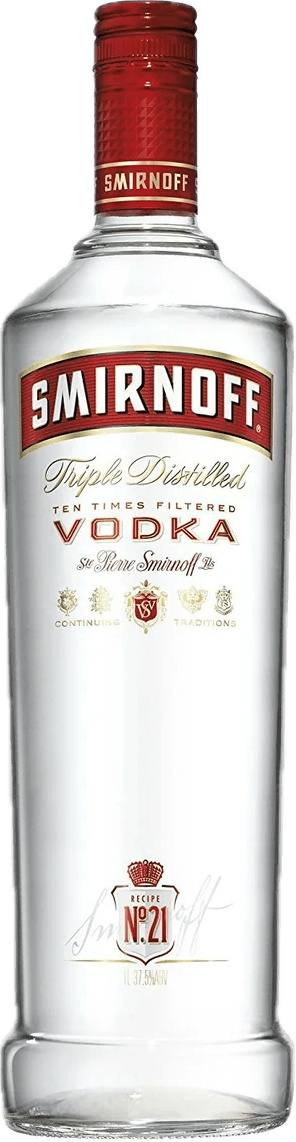 SMIRNOFF
SMIRNOFF
Triple Distilled
TEN TIMES FILTERED
VODKA
Ste Pierre Smirnoff Fls
CONTINUING TRADITIONS
RECIPE
Nº21
Smirnoff
1L 37.5%ABV